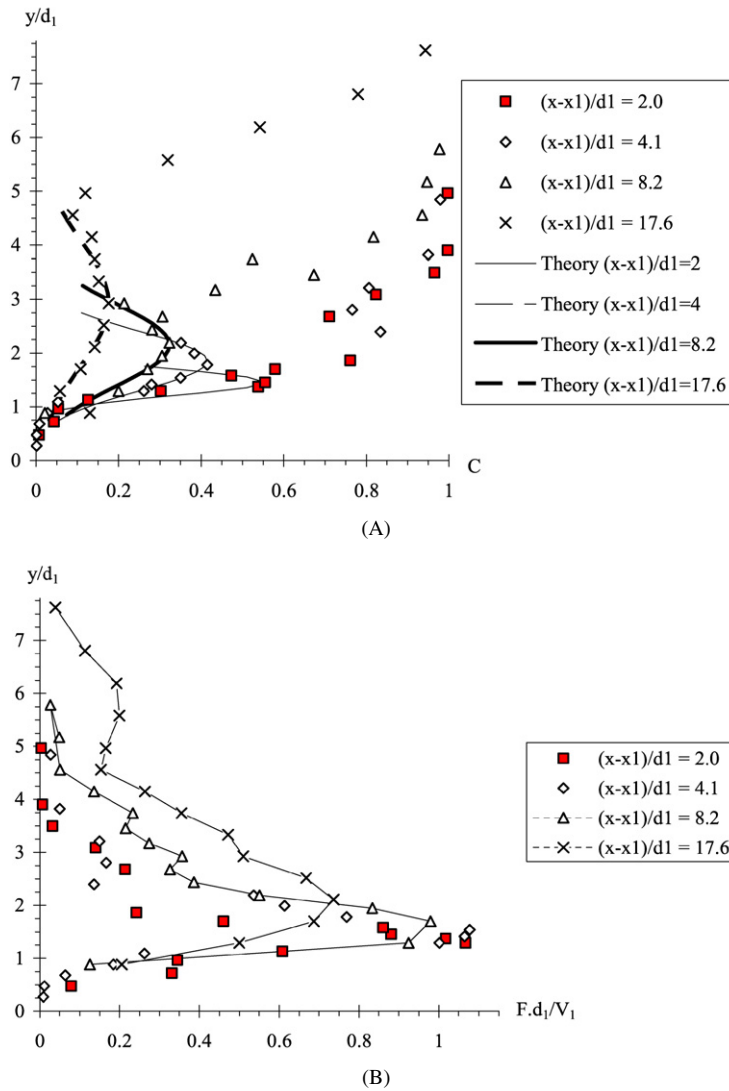 y/d₁
7
6
5
4
3
2
1
0
0 0.2 0.4 0.6 0.8 1
C
(x-x1)/d1 = 2.0
(x-x1)/d1 = 4.1
(x-x1)/d1 = 8.2
(x-x1)/d1 = 17.6
Theory (x-x1)/d1=2
Theory (x-x1)/d1=4
Theory (x-x1)/d1=8.2
Theory (x-x1)/d1=17.6
(A)
y/d₁
7
6
5
4
3
2
1
0
0 0.2 0.4 0.6 0.8 1
F.d₁/V₁
(x-x1)/d1 = 2.0
(x-x1)/d1 = 4.1
(x-x1)/d1 = 8.2
(x-x1)/d1 = 17.6
(B)